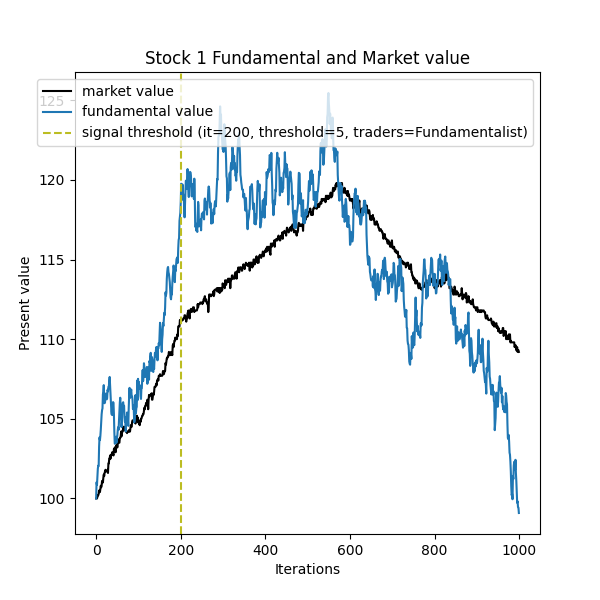 Stock 1 Fundamental and Market value
market value
fundamental value
signal threshold (it=200, threshold=5, traders=Fundamentalist)
125
120
115
110
105
100
Present value
0 200 400 600 800 1000
Iterations